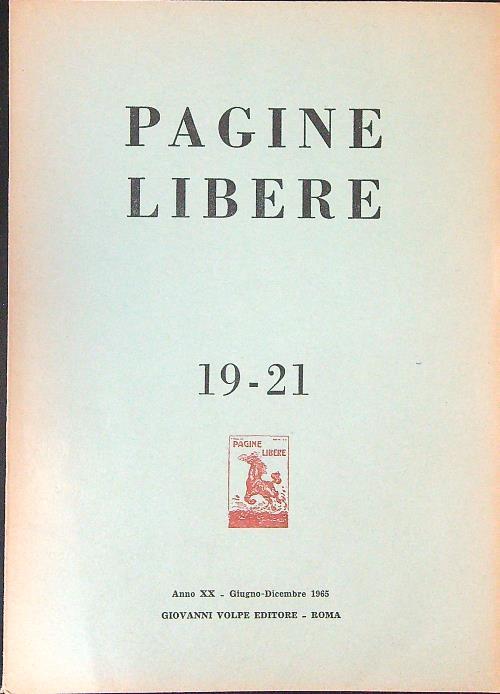 PAGINE
LIBERE
19-21
PAGINE
LIBERE
Anno XX - Giugno-Dicembre 1965
GIOVANNI VOLPE EDITORE - ROMA